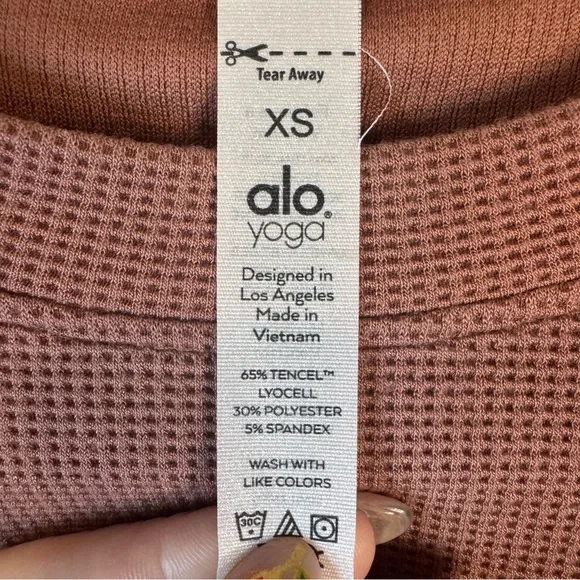 Tear Away
XS
alo®
yoga
Designed in
Los Angeles
Made in
Vietnam
65% TENCEL™
LYOCELL
30% POLYESTER
5% SPANDEX
WASH WITH
LIKE COLORS
30C